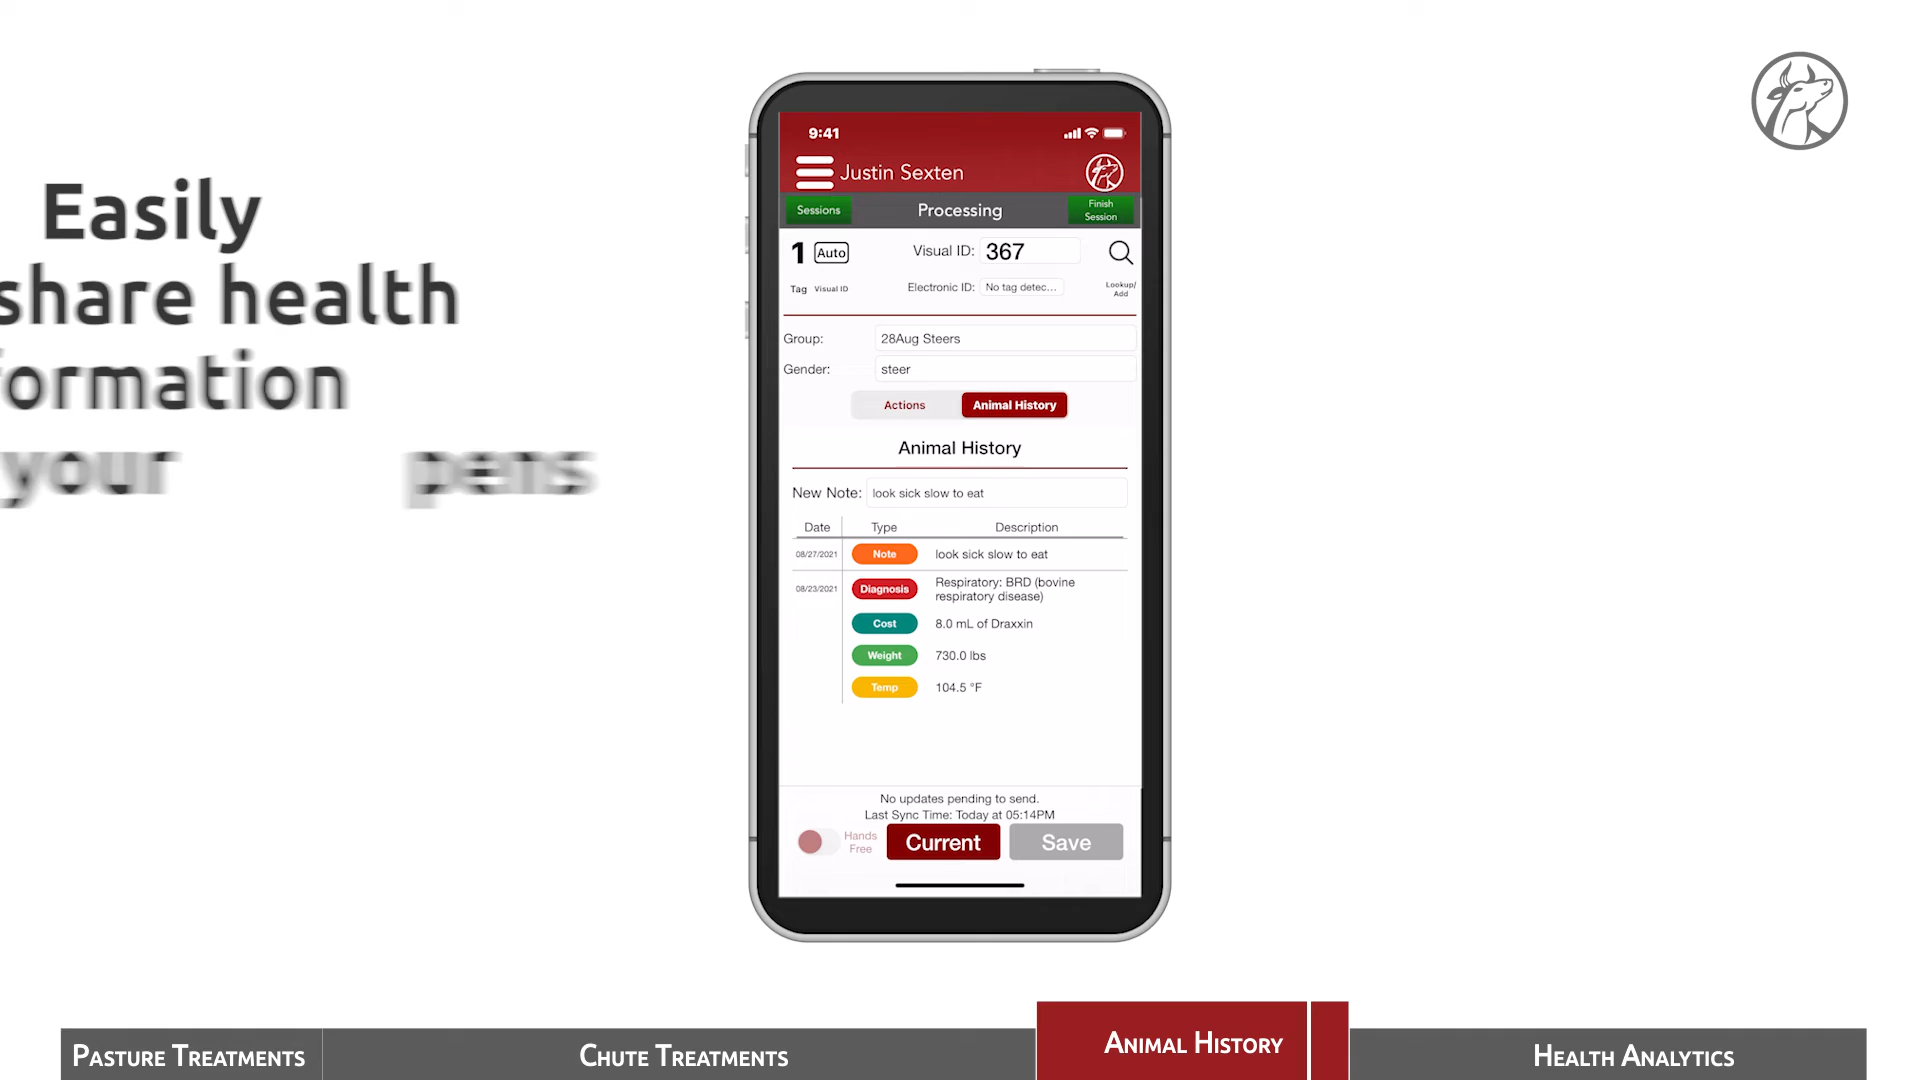 Easily
share health
formation
your pens
9:41
Justin Sexten
Sessions
Processing
Finish
Session
1 Auto
Visual ID: 367
Tag Visual ID
Electronic ID: No tag detec...
Lookup/
Add
Group: 28Aug Steers
Gender: steer
Actions Animal History
Animal History
New Note: look sick slow to eat
Date Type Description
08/27/2021 Note look sick slow to eat
08/23/2021 Diagnosis Respiratory: BRD (bovine
respiratory disease)
Cost 8.0 mL of Draxxin
Weight 730.0 lbs
Temp 104.5 °F
No updates pending to send.
Last Sync Time: Today at 05:14PM
Hands
Free
Current Save
Pasture Treatments Chute Treatments Animal History Health Analytics